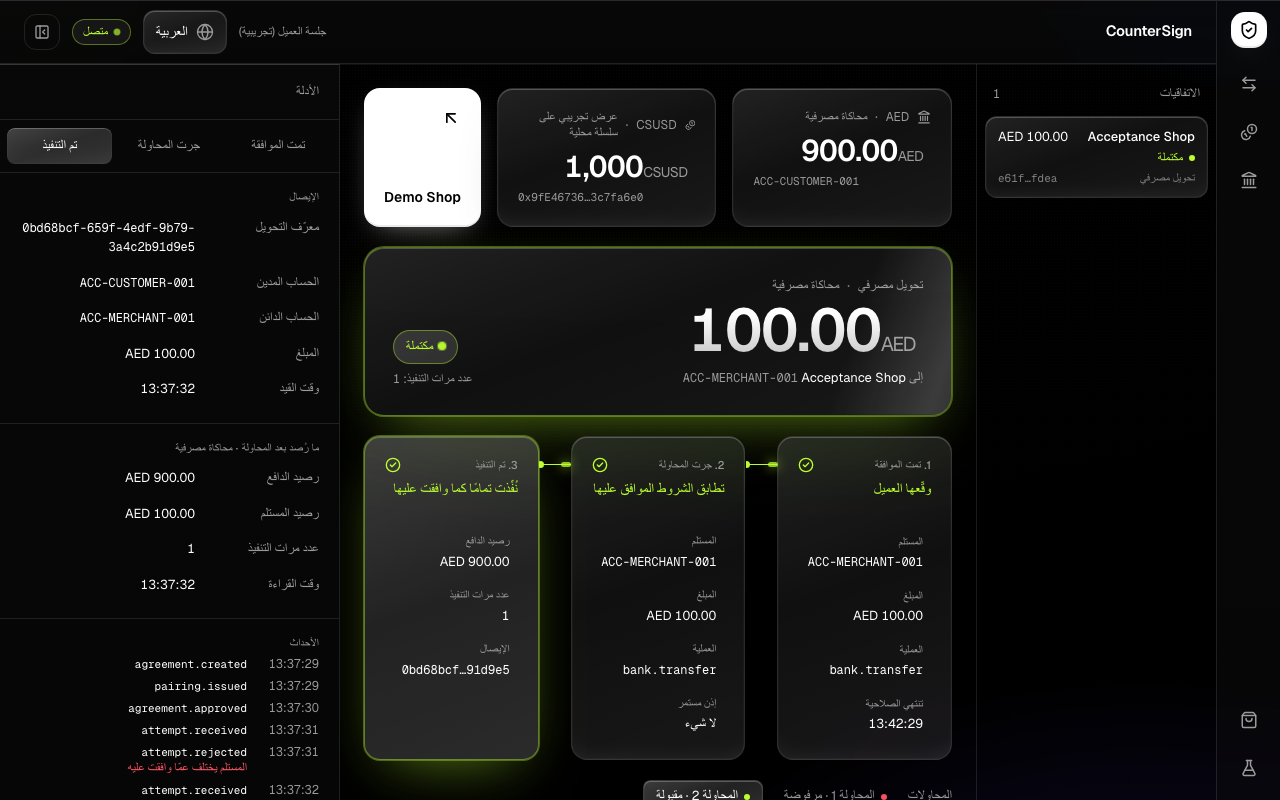 CounterSign
جلسة العميل (تجريبية)
العربية
متصل
الاتفاقيات
1
Acceptance Shop
AED 100.00
مكتملة
تحويل مصرفي
e61f…fdea
AED · محاكاة مصرفية
900.00AED
ACC-CUSTOMER-001
CSUSD · عرض تجريبي على
سلسلة محلية
1,000CSUSD
0x9fE46736…3c7fa6e0
Demo Shop
تحويل مصرفي · محاكاة مصرفية
100.00AED
إلى Acceptance Shop ACC-MERCHANT-001
مكتملة
عدد مرات التنفيذ: 1
1. تمت الموافقة
وقّعها العميل
المستلم
ACC-MERCHANT-001
المبلغ
AED 100.00
العملية
bank.transfer
تنتهي الصلاحية
13:42:29
2. جرت المحاولة
تطابق الشروط الموافق عليها
المستلم
ACC-MERCHANT-001
المبلغ
AED 100.00
العملية
bank.transfer
إذن مستمر
لا شيء
3. تم التنفيذ
نُفّذت تمامًا كما وافقت عليها
رصيد الدافع
AED 900.00
عدد مرات التنفيذ
1
الإيصال
0bd68bcf…91d9e5
المحاولات
المحاولة 1 · مرفوضة
المحاولة 2 · مقبولة
الأدلة
تمت الموافقة
جرت المحاولة
تم التنفيذ
الإيصال
معرّف التحويل
0bd68bcf-659f-4edf-9b79-
3a4c2b91d9e5
الحساب المدين
ACC-CUSTOMER-001
الحساب الدائن
ACC-MERCHANT-001
المبلغ
AED 100.00
وقت القيد
13:37:32
ما رُصد بعد المحاولة · محاكاة مصرفية
رصيد الدافع
AED 900.00
رصيد المستلم
AED 100.00
عدد مرات التنفيذ
1
وقت القراءة
13:37:32
الأحداث
13:37:29 agreement.created
13:37:29 pairing.issued
13:37:30 agreement.approved
13:37:31 attempt.received
13:37:31 attempt.rejected
المستلم يختلف عمّا وافقت عليه
13:37:32 attempt.received